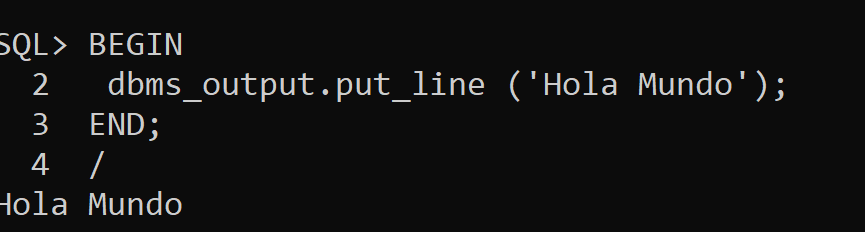 SQL> BEGIN
  2   dbms_output.put_line ('Hola Mundo');
  3  END;
  4  /
Hola Mundo